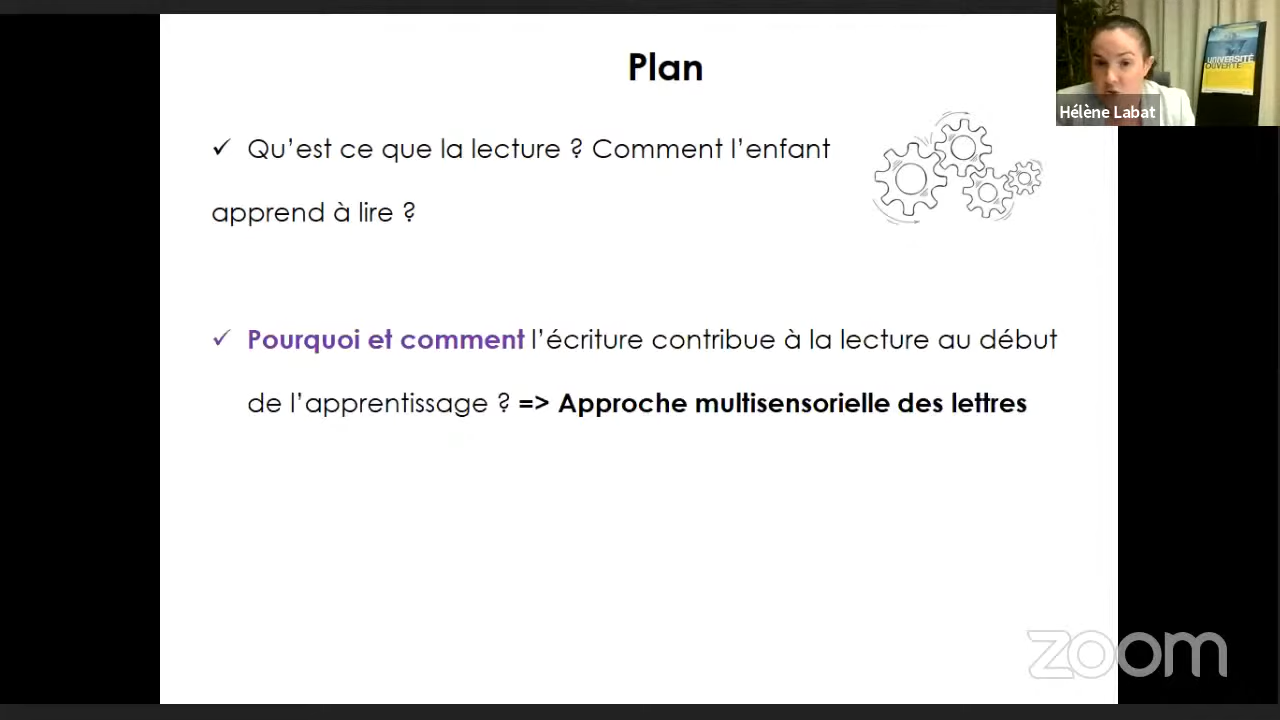 Plan
✓ Qu’est ce que la lecture ? Comment l’enfant
apprend à lire ?
✓ Pourquoi et comment l’écriture contribue à la lecture au début
de l’apprentissage ? => Approche multisensorielle des lettres
Hélène Labat
UNIVERSITÉ
OUVERTE
zoom